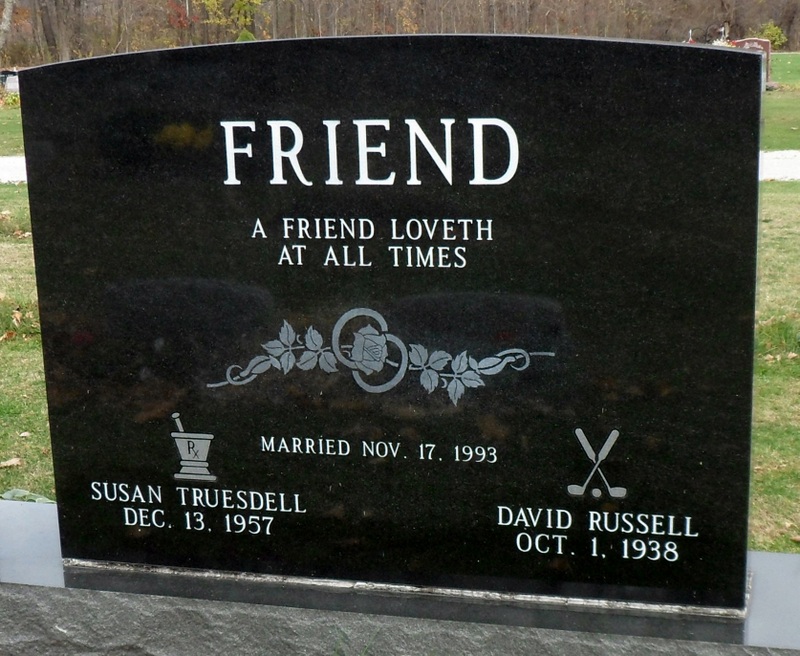 FRIEND
A FRIEND LOVETH
AT ALL TIMES
Rx
MARRIED NOV. 17, 1993
SUSAN TRUESDELL
DEC. 13, 1957
DAVID RUSSELL
OCT. 1, 1938